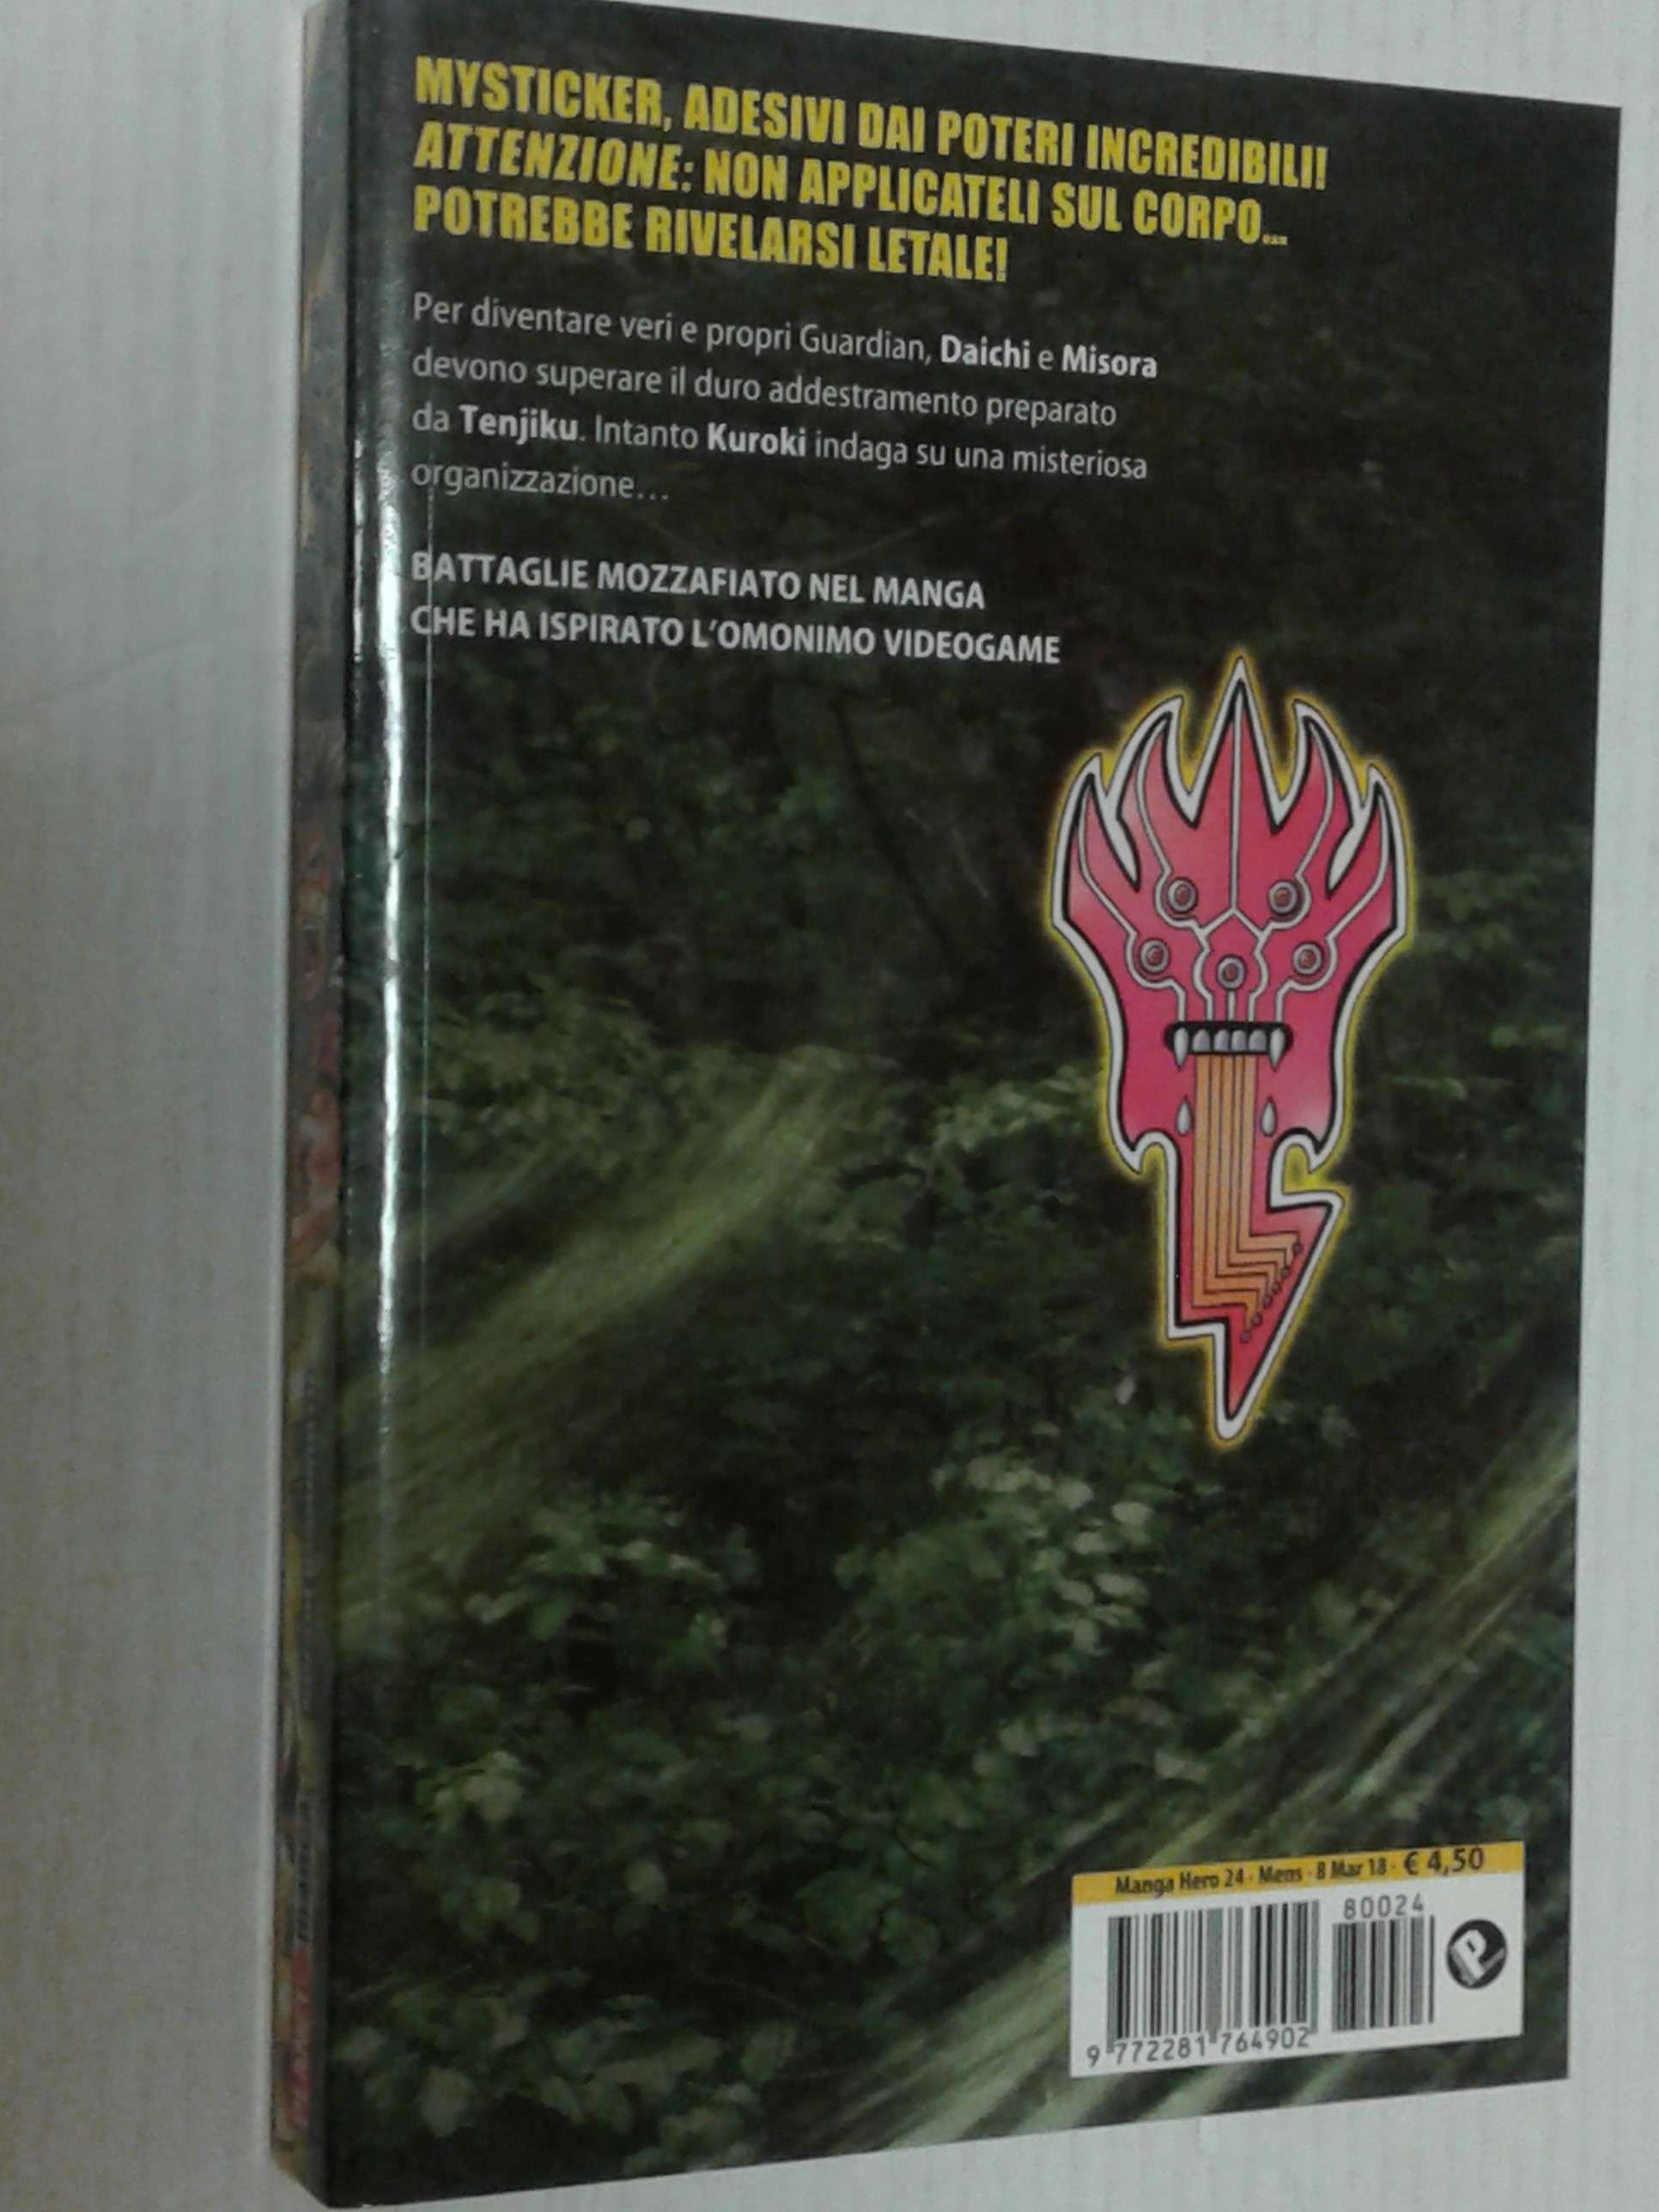 MYSTICKER, ADESIVI DAI POTERI INCREDIBILI!
ATTENZIONE: NON APPLICATELI SUL CORPO...
POTREBBE RIVELARSI LETALE!
Per diventare veri e propri Guardian, Daichi e Misora
devono superare il duro addestramento preparato
da Tenjiku. Intanto Kuroki indaga su una misteriosa
organizzazione...
BATTAGLIE MOZZAFIATO NEL MANGA
CHE HA ISPIRATO L'OMONIMO VIDEOGAME
Manga Hero 24 · Mens · 8 Mar 18 · € 4,50
80024
P
9 772281 764902